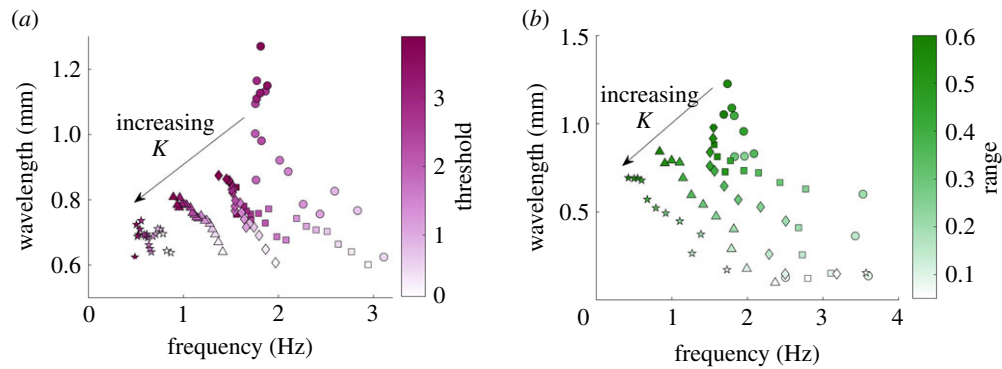 (a)
1.2
1.0
0.8
0.6
wavelength (mm)
increasing
K
0 1 2 3
frequency (Hz)
3
2
1
0
threshold
(b)
1.5
1.0
0.5
wavelength (mm)
increasing
K
0 1 2 3 4
frequency (Hz)
0.6
0.5
0.4
0.3
0.2
0.1
range